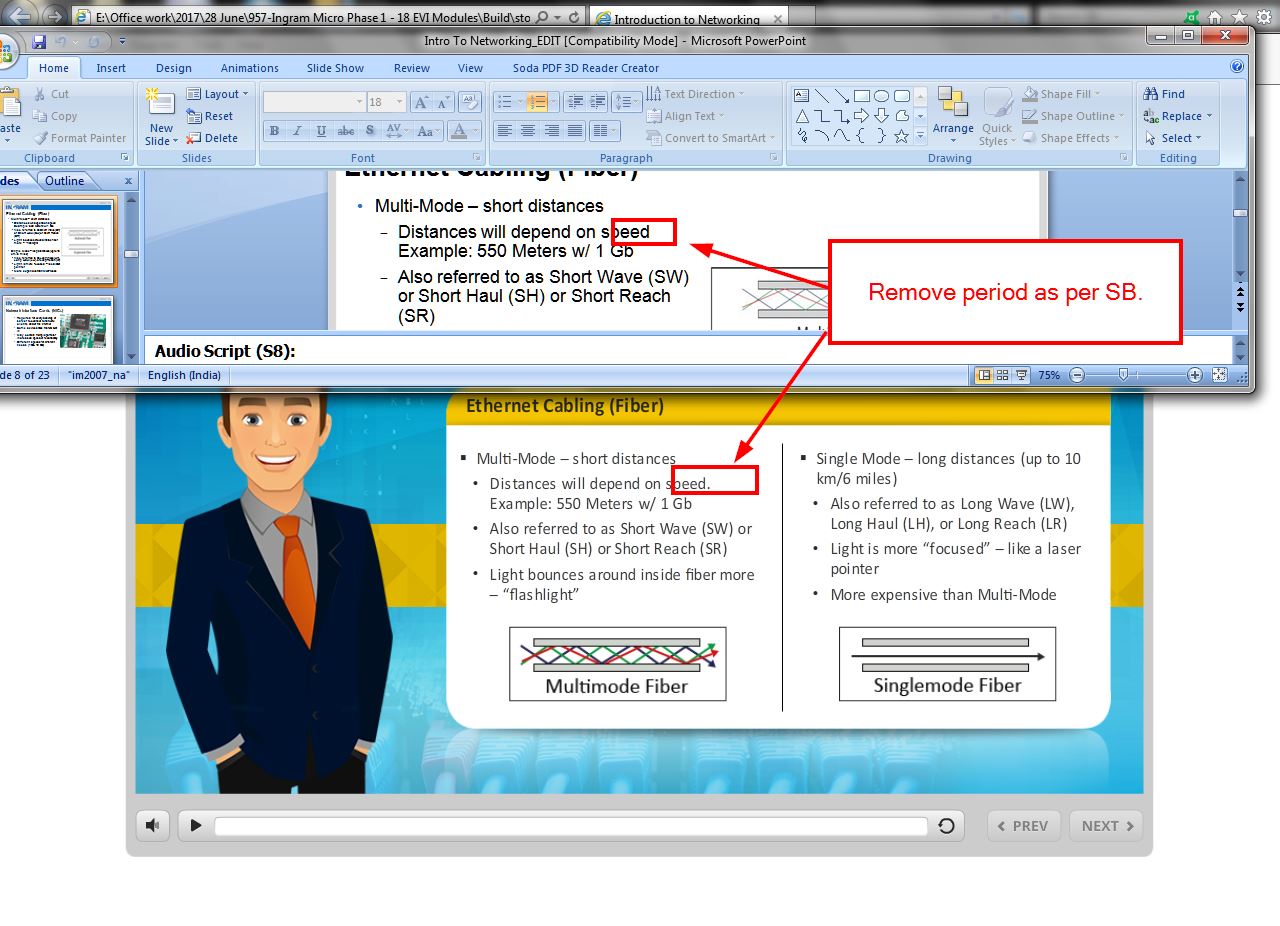 E:\Office work\2017\28 June\957-Ingram Micro Phase 1 - 18 EVI Modules\Build\sto
Introduction to Networking
Intro To Networking_EDIT [Compatibility Mode] - Microsoft PowerPoint
Home Insert Design Animations Slide Show Review View Soda PDF 3D Reader Creator
Cut
Copy
Format Painter
aste
Clipboard
New
Slide
Layout
Reset
Delete
Slides
18
B I U abc S AV Aa A
Font
Text Direction
Align Text
Convert to SmartArt
Paragraph
Arrange
Quick
Styles
Shape Fill
Shape Outline
Shape Effects
Drawing
Find
Replace
Select
Editing
des Outline x
Ethernet Cabling (Fiber)
• Multi-Mode – short distances
– Distances will depend on speed
Example: 550 Meters w/ 1 Gb
– Also referred to as Short Wave (SW)
or Short Haul (SH) or Short Reach
(SR)
Remove period as per SB.
Audio Script (S8):
de 8 of 23 "im2007_na" English (India) 75%
Ethernet Cabling (Fiber)
▪ Multi-Mode – short distances
• Distances will depend on speed.
Example: 550 Meters w/ 1 Gb
• Also referred to as Short Wave (SW) or
Short Haul (SH) or Short Reach (SR)
• Light bounces around inside fiber more
– “flashlight”
Multimode Fiber
▪ Single Mode – long distances (up to 10
km/6 miles)
• Also referred to as Long Wave (LW),
Long Haul (LH), or Long Reach (LR)
• Light is more “focused” – like a laser
pointer
• More expensive than Multi-Mode
Singlemode Fiber
PREV
NEXT